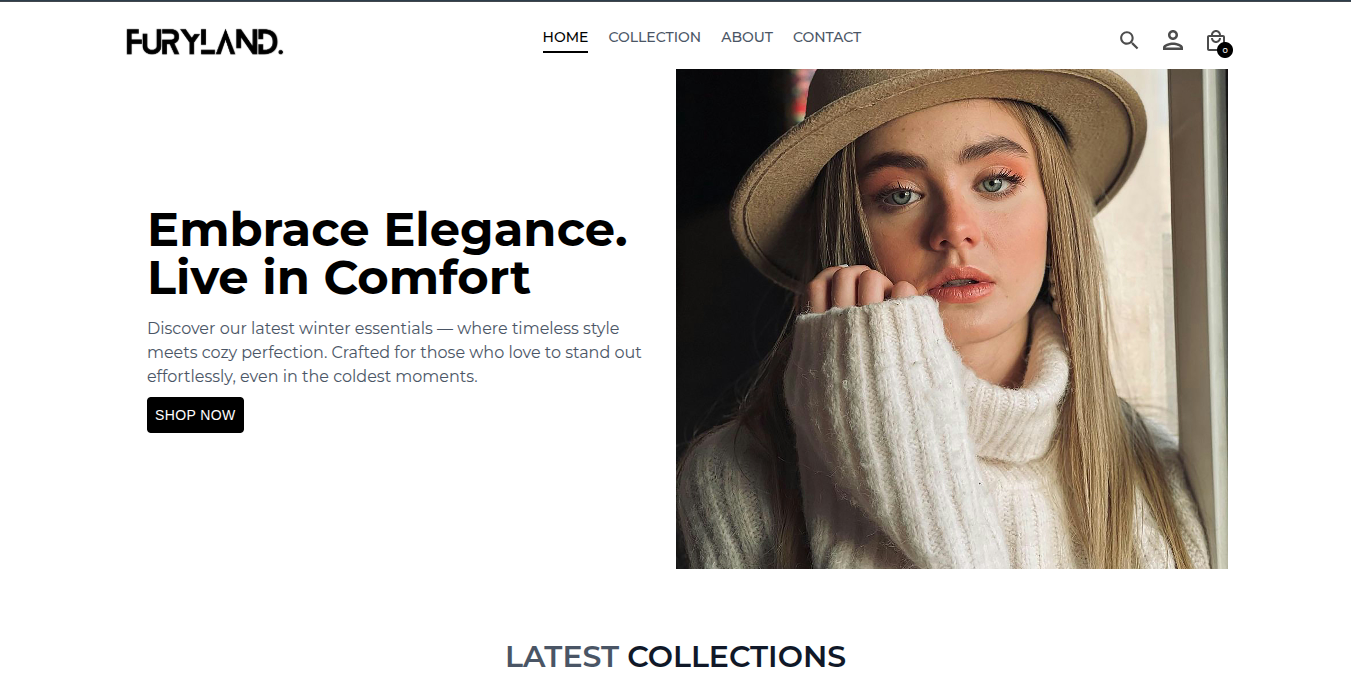 FURYLAND.
HOME COLLECTION ABOUT CONTACT
0
Embrace Elegance.
Live in Comfort
Discover our latest winter essentials — where timeless style
meets cozy perfection. Crafted for those who love to stand out
effortlessly, even in the coldest moments.
SHOP NOW
LATEST COLLECTIONS